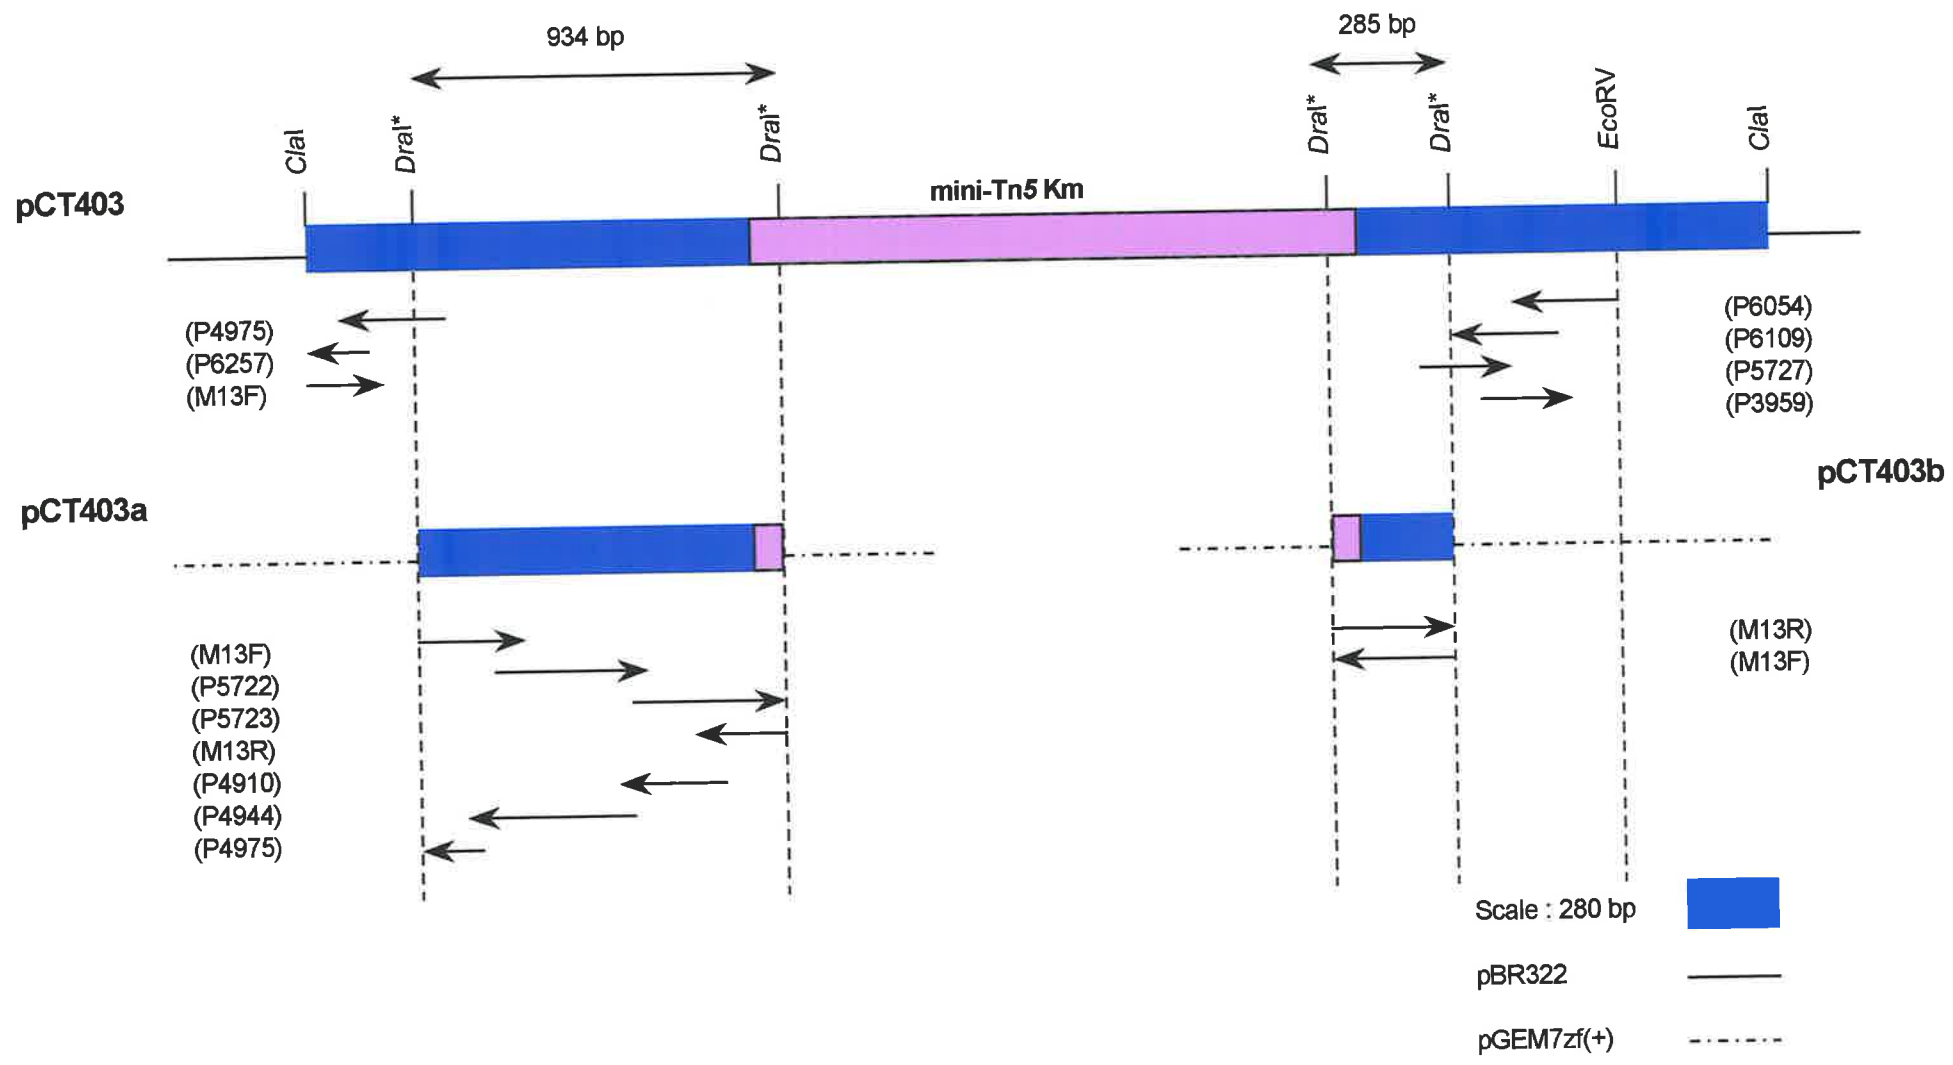 934 bp
285 bp
ClaI
DraI*
DraI*
DraI*
DraI*
EcoRV
ClaI
pCT403
mini-Tn5 Km
(P4975)
(P6257)
(M13F)
(P6054)
(P6109)
(P5727)
(P3959)
pCT403a
pCT403b
(M13F)
(P5722)
(P5723)
(M13R)
(P4910)
(P4944)
(P4975)
(M13R)
(M13F)
Scale : 280 bp
pBR322
pGEM7zf(+)